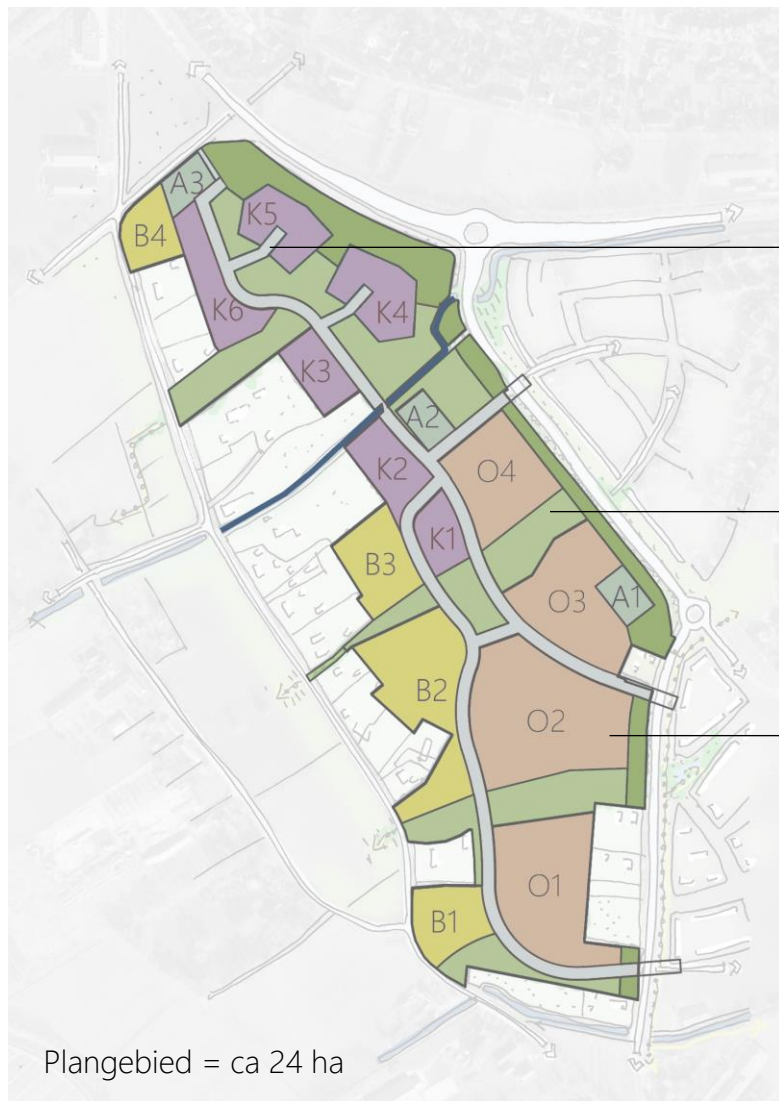 A3
K5
B4
K6
K4
K3
A2
K2
O4
K1
B3
O3
A1
B2
O2
O1
B1
Plangebied = ca 24 ha